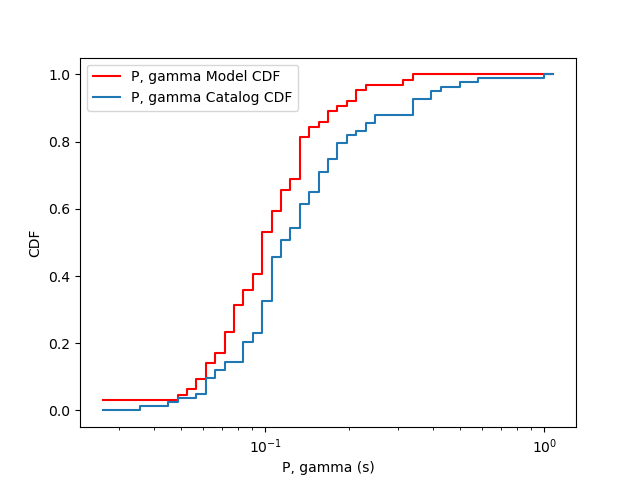 P, gamma Model CDF
P, gamma Catalog CDF
1.0
0.8
0.6
0.4
0.2
0.0
CDF
10⁻¹ 10⁰
P, gamma (s)